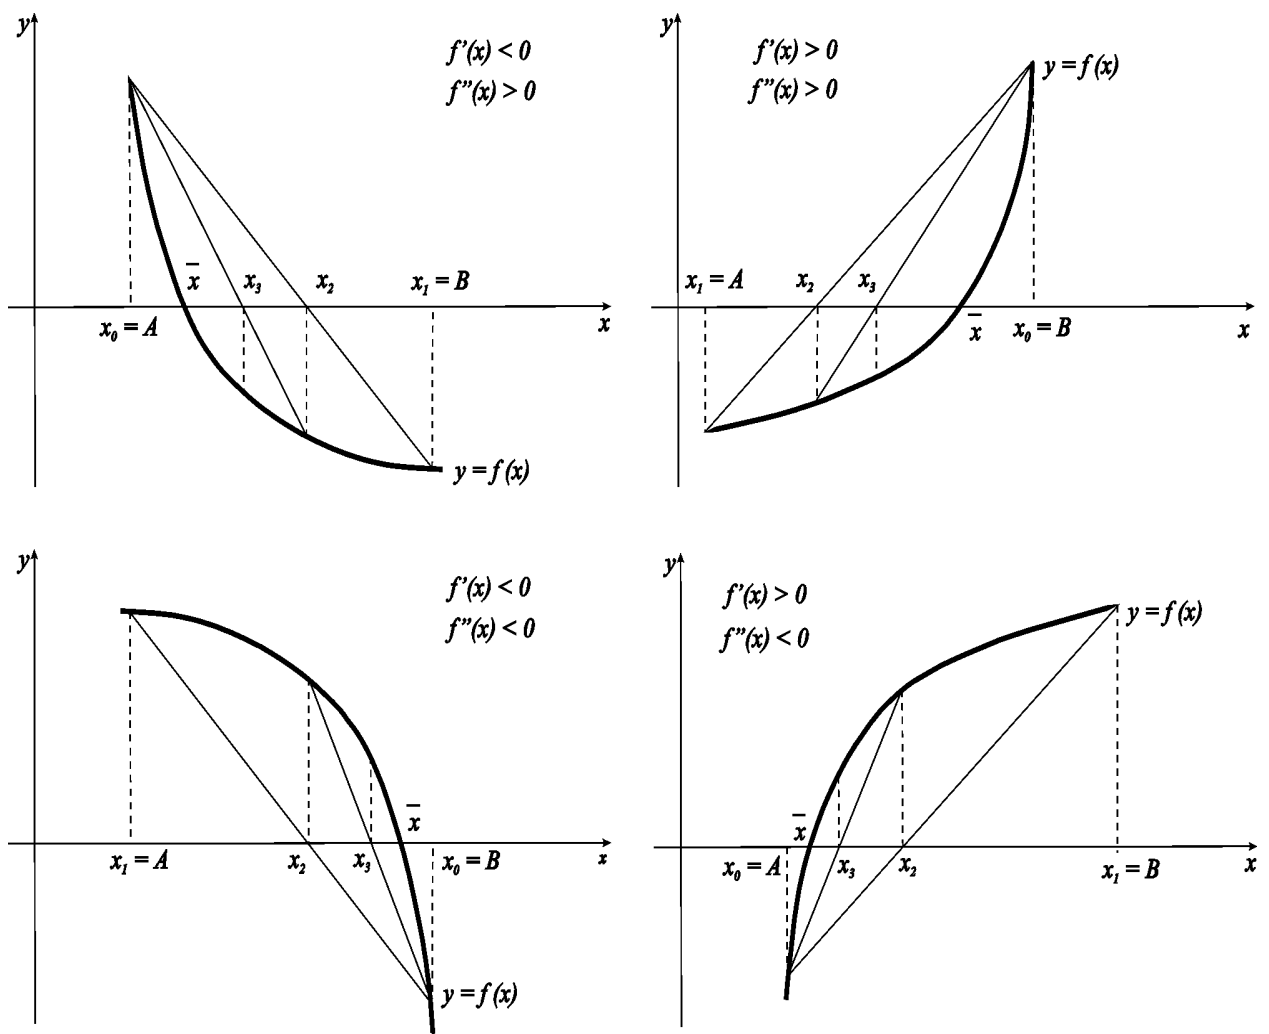 y
f'(x) < 0
f''(x) > 0
x̄
x₃
x₂
x₁ = B
x₀ = A
x
y = f(x)
y
f'(x) > 0
f''(x) > 0
y = f(x)
x₁ = A
x₂
x₃
x̄
x₀ = B
x
y
f'(x) < 0
f''(x) < 0
x̄
x₁ = A
x₂
x₃
x₀ = B
x
y = f(x)
y
f'(x) > 0
f''(x) < 0
y = f(x)
x̄
x₀ = A
x₃
x₂
x₁ = B
x